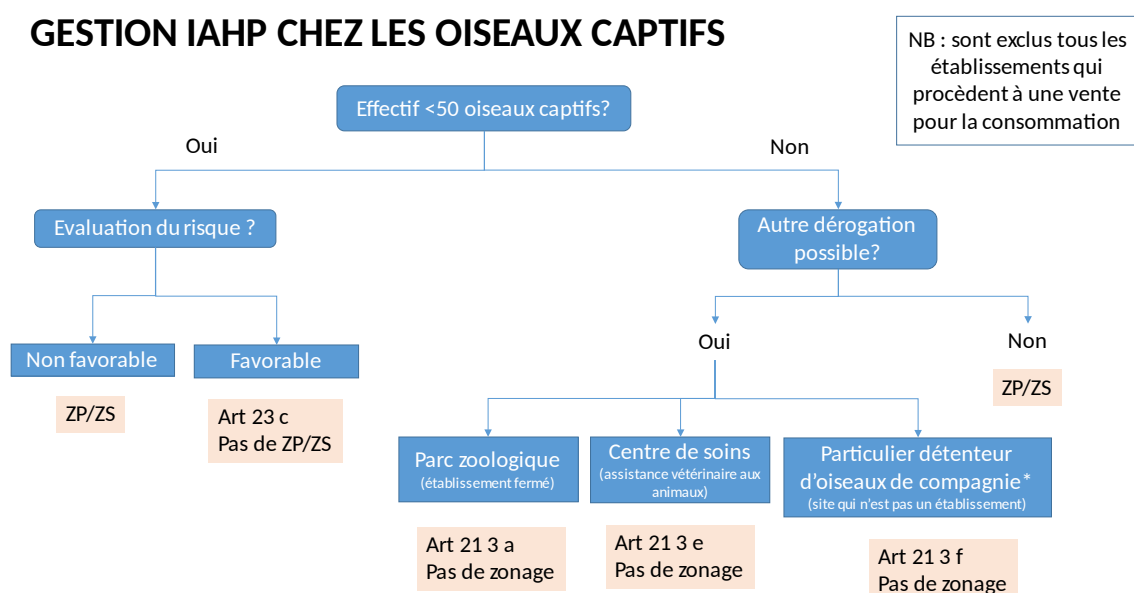 GESTION IAHP CHEZ LES OISEAUX CAPTIFS
NB : sont exclus tous les
établissements qui
procèdent à une vente
pour la consommation
Effectif <50 oiseaux captifs?
Oui
Non
Evaluation du risque ?
Autre dérogation
possible?
Non favorable
Favorable
Oui
Non
ZP/ZS
Art 23 c
Pas de ZP/ZS
ZP/ZS
Parc zoologique
(établissement fermé)
Centre de soins
(assistance vétérinaire aux
animaux)
Particulier détenteur
d'oiseaux de compagnie*
(site qui n'est pas un établissement)
Art 21 3 a
Pas de zonage
Art 21 3 e
Pas de zonage
Art 21 3 f
Pas de zonage